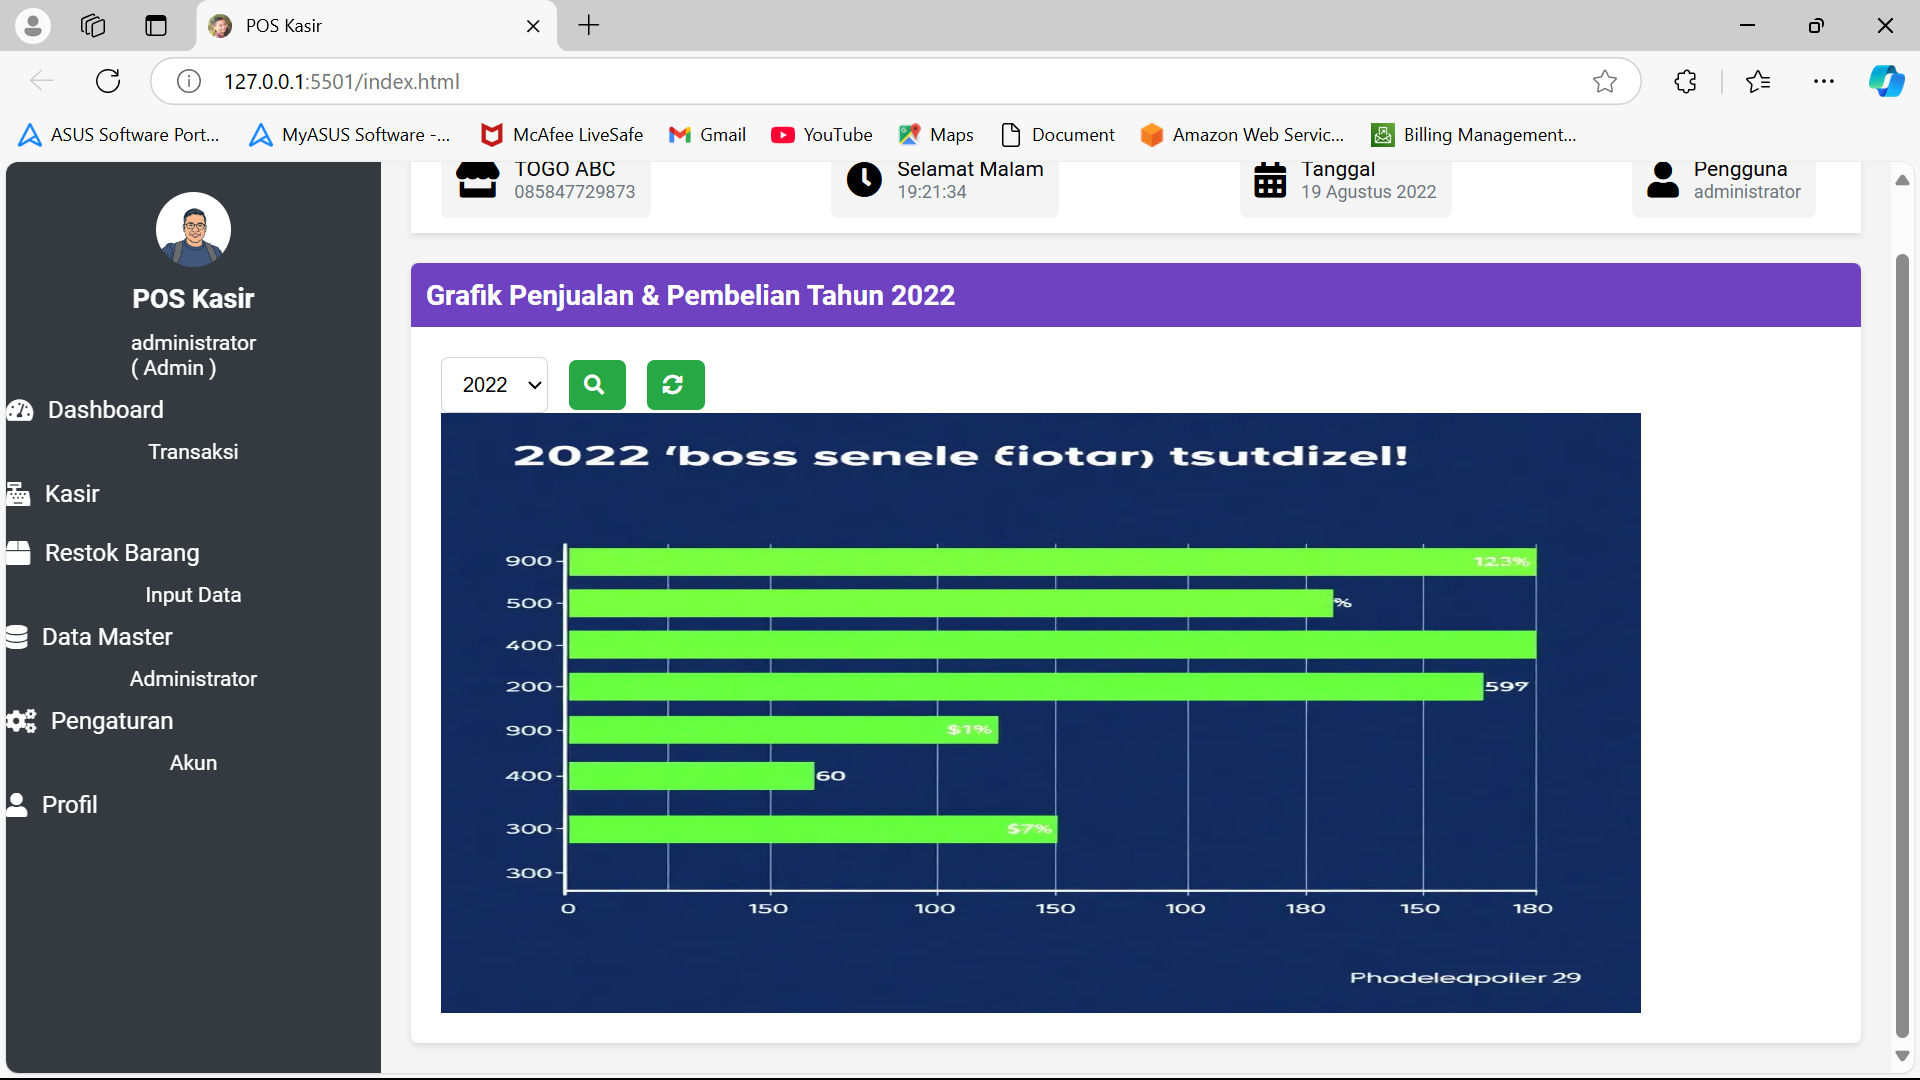 POS Kasir
127.0.0.1:5501/index.html
ASUS Software Port...
MyASUS Software -...
McAfee LiveSafe
Gmail
YouTube
Maps
Document
Amazon Web Servic...
Billing Management...
POS Kasir
administrator
( Admin )
Dashboard
Transaksi
Kasir
Restok Barang
Input Data
Data Master
Administrator
Pengaturan
Akun
Profil
TOGO ABC
085847729873
Selamat Malam
19:21:34
Tanggal
19 Agustus 2022
Pengguna
administrator
Grafik Penjualan & Pembelian Tahun 2022
2022
2022 ‘boss senele tsutdizel!
900
123%
500
%
400
200
597
900
$1%
400
60
300
$7%
300
0 150 100 150 100 180 150 180
Phodeledpoller 29